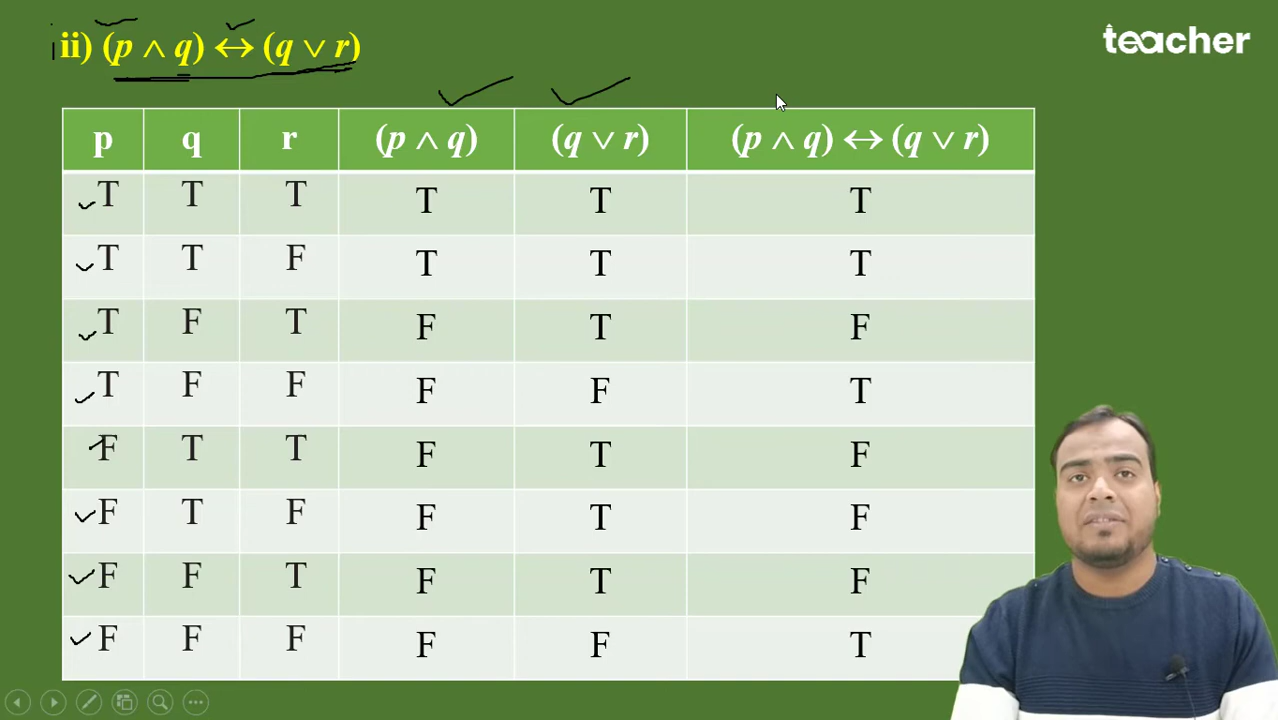 ii) (p ∧ q) ↔ (q ∨ r)
teacher
p q r (p ∧ q) (q ∨ r) (p ∧ q) ↔ (q ∨ r)
T T T T T T
T T F T T T
T F T F T F
T F F F F T
F T T F T F
F T F F T F
F F T F T F
F F F F F T